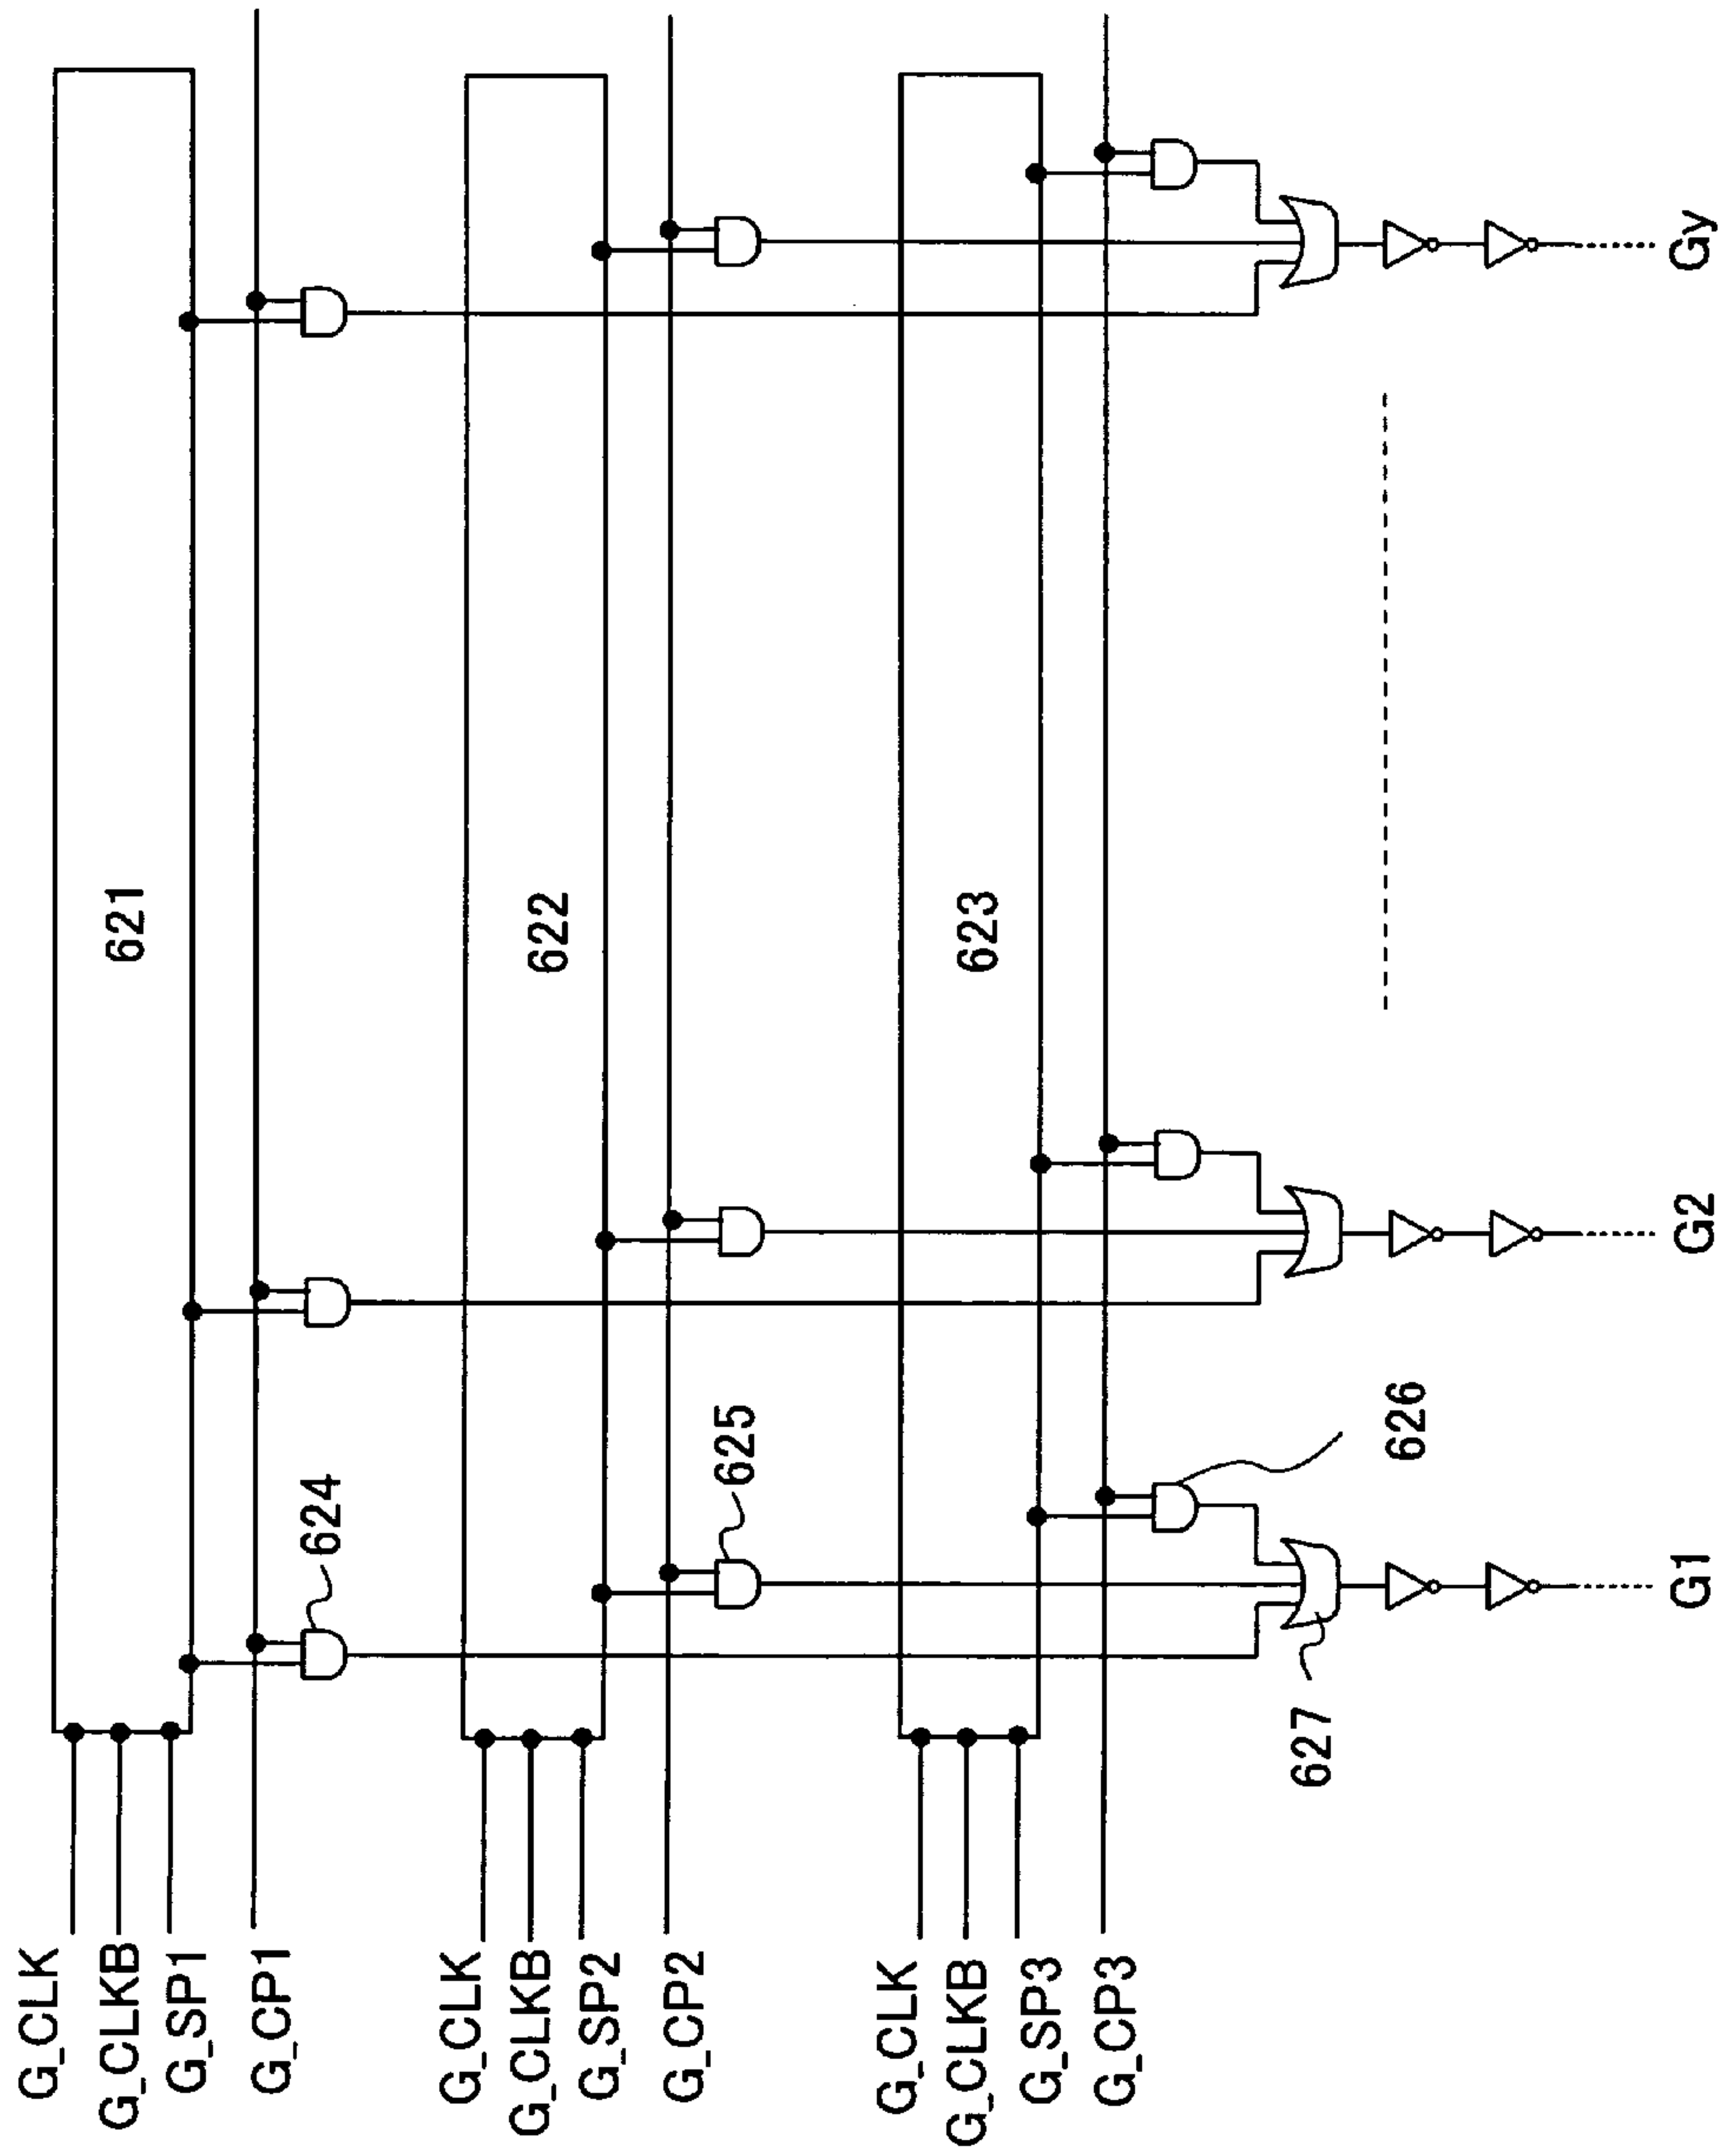 G_CLK
G_CLKB
G_SP1
G_CP1
621
624
G_CLK
G_CLKB
G_SP2
G_CP2
622
625
G_CLK
G_CLKB
G_SP3
G_CP3
623
626
627
G1
G2
Gy